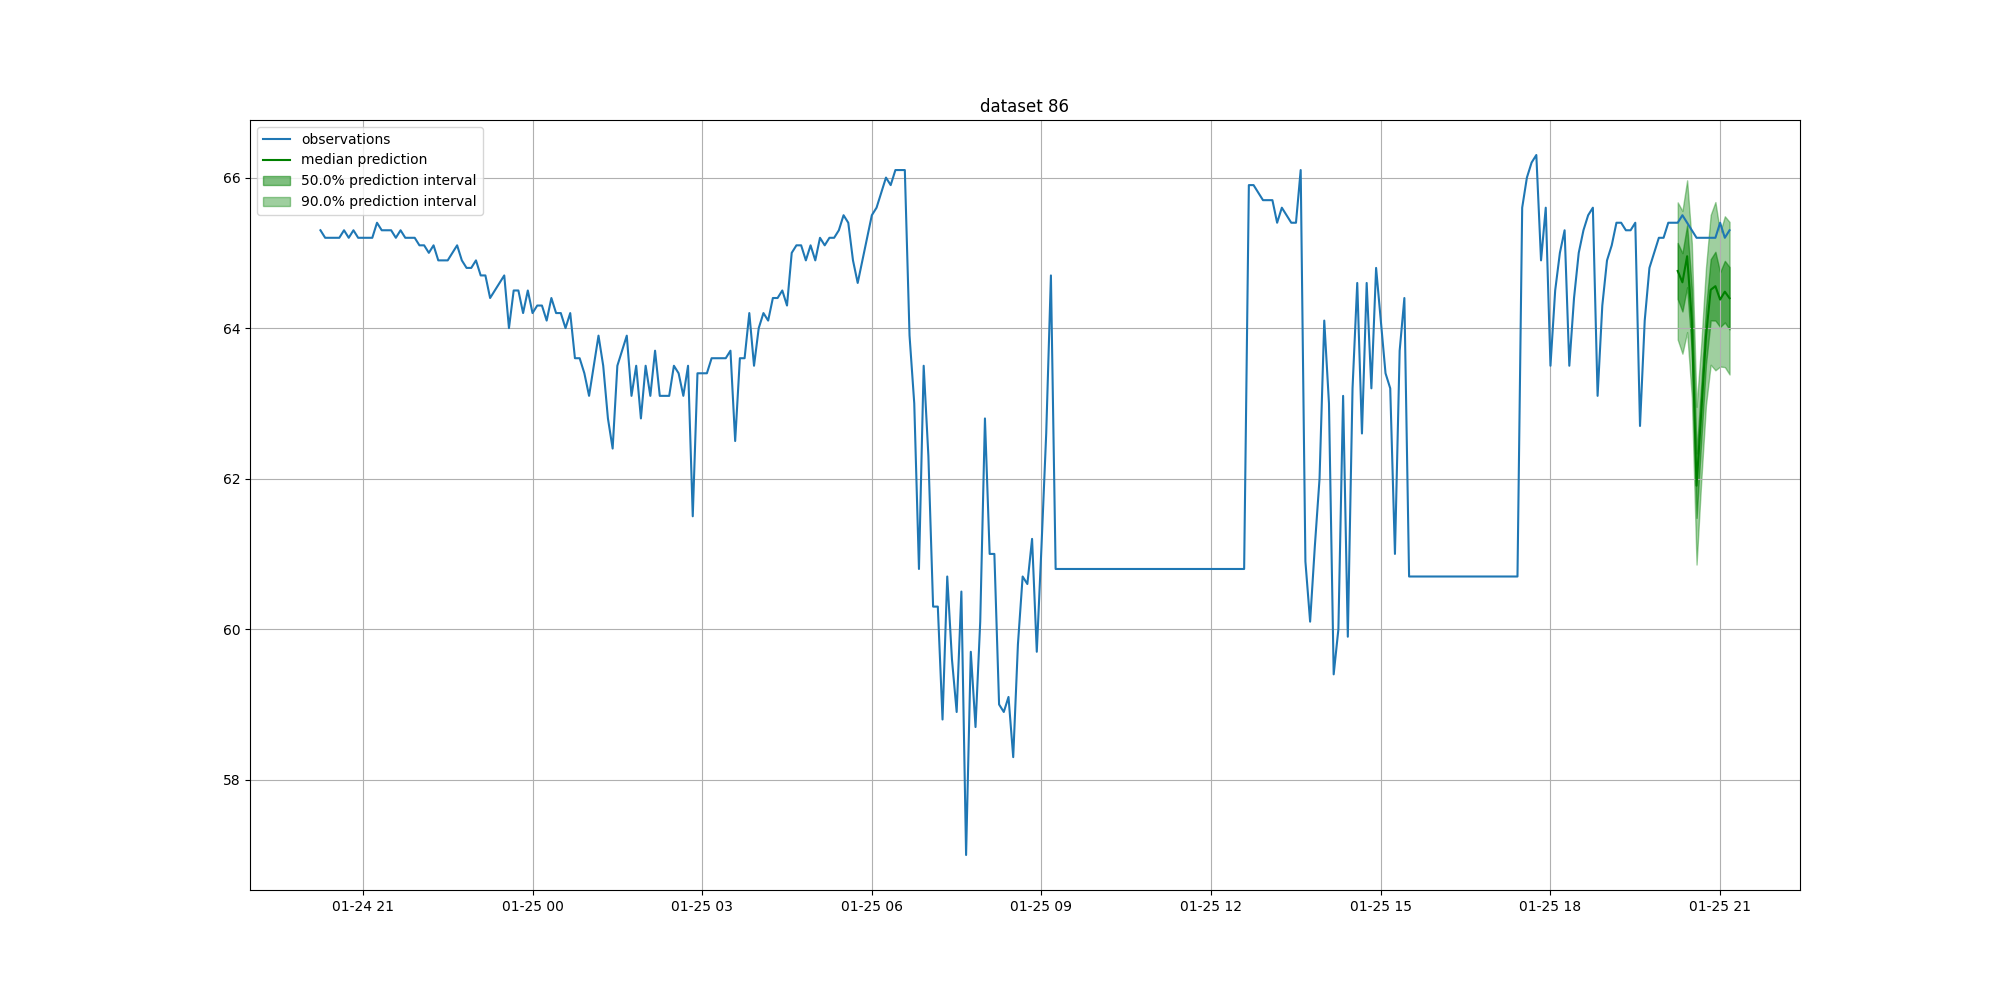 dataset 86
observations
median prediction
50.0% prediction interval
90.0% prediction interval
66
64
62
60
58
01-24 21 01-25 00 01-25 03 01-25 06 01-25 09 01-25 12 01-25 15 01-25 18 01-25 21